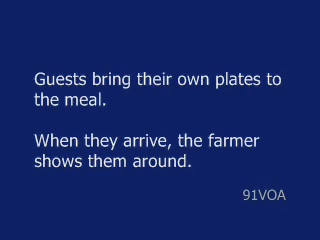 Guests bring their own plates to
the meal.
When they arrive, the farmer
shows them around.
91VOA